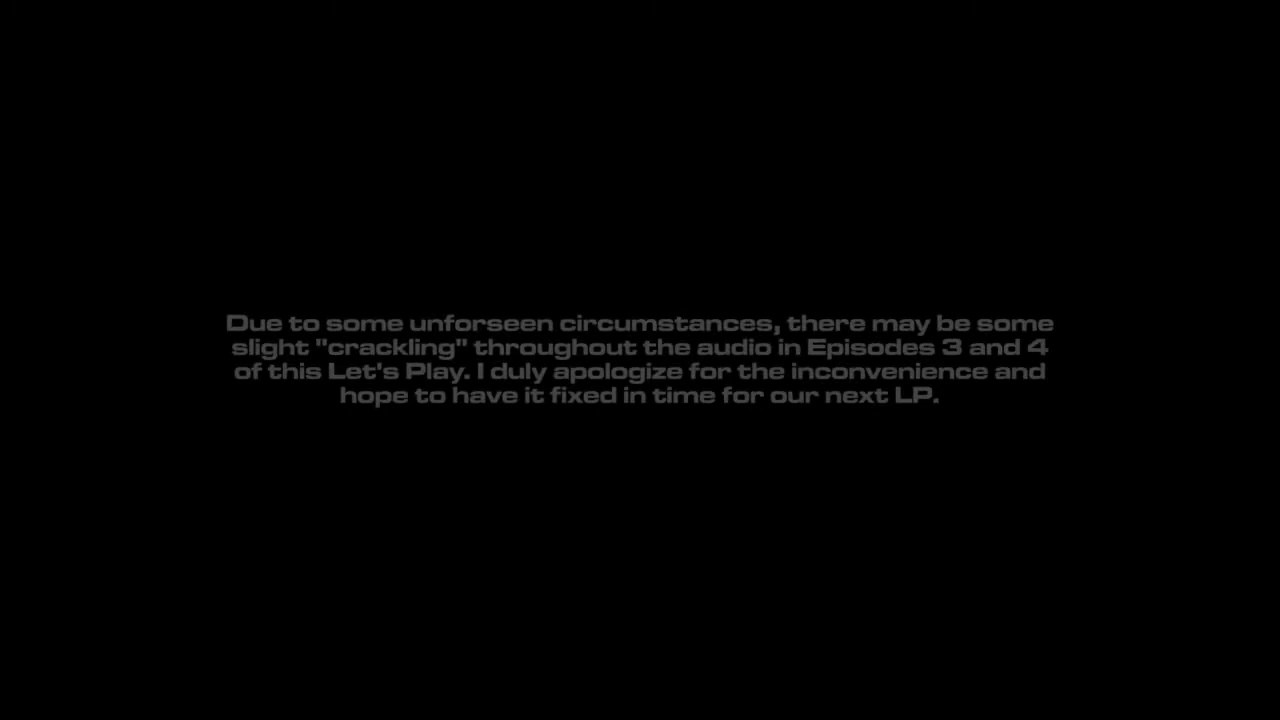 Due to some unforseen circumstances, there may be some
slight "crackling" throughout the audio in Episodes 3 and 4
of this Let's Play. I duly apologize for the inconvenience and
hope to have it fixed in time for our next LP.